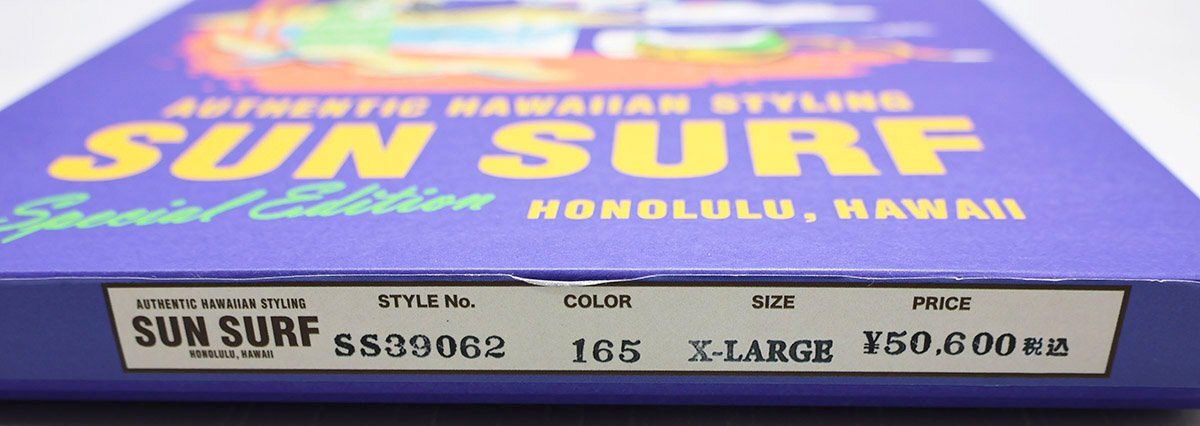 AUTHENTIC HAWAIIAN STYLING
SUN SURF
Special Edition HONOLULU, HAWAII
AUTHENTIC HAWAIIAN STYLING
SUN SURF
HONOLULU, HAWAII
STYLE No. COLOR SIZE PRICE
SS39062 165 X-LARGE ¥50,600税込